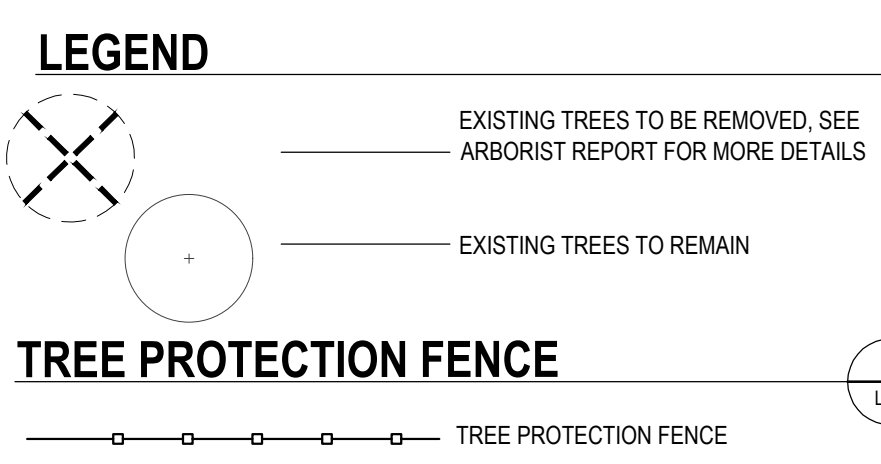 LEGEND
EXISTING TREES TO BE REMOVED, SEE
ARBORIST REPORT FOR MORE DETAILS
EXISTING TREES TO REMAIN
TREE PROTECTION FENCE
L
TREE PROTECTION FENCE